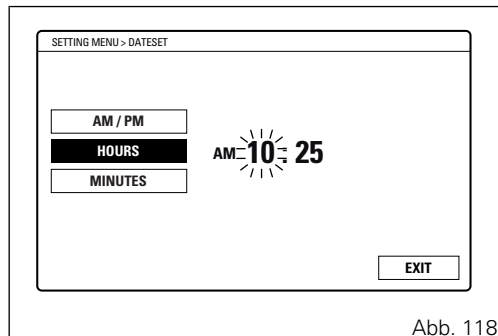 SETTING MENU > DATESET
AM / PM
HOURS
AM 10 : 25
MINUTES
EXIT
Abb. 118